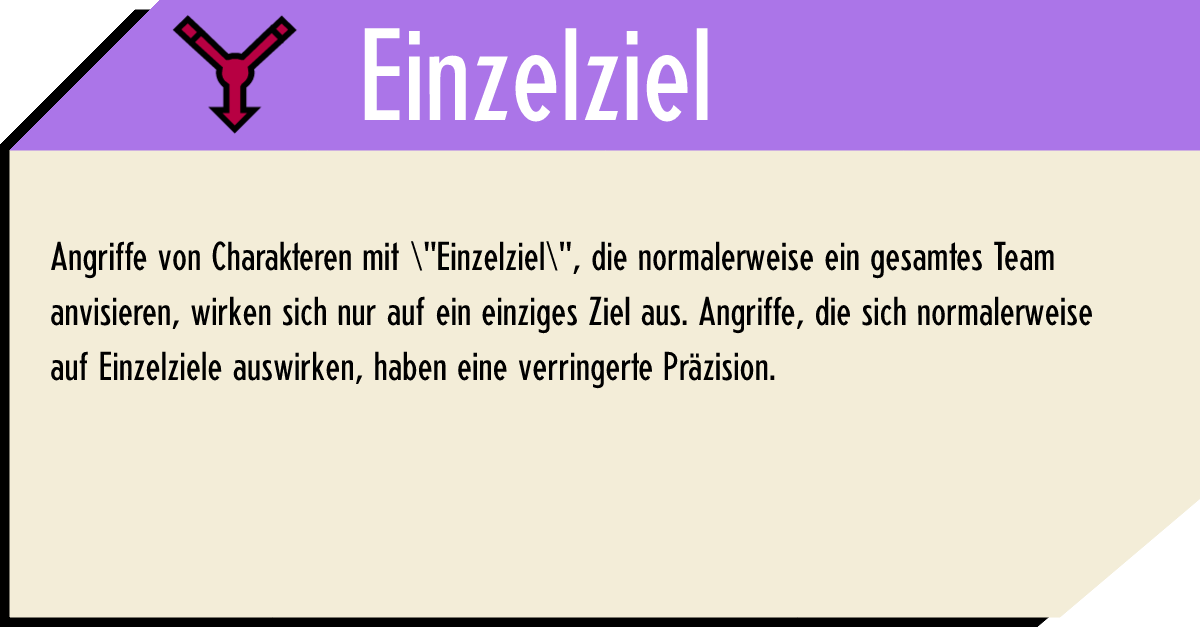 Einzelziel
Angriffe von Charakteren mit \"Einzelziel\", die normalerweise ein gesamtes Team
anvisieren, wirken sich nur auf ein einziges Ziel aus. Angriffe, die sich normalerweise
auf Einzelziele auswirken, haben eine verringerte Präzision.